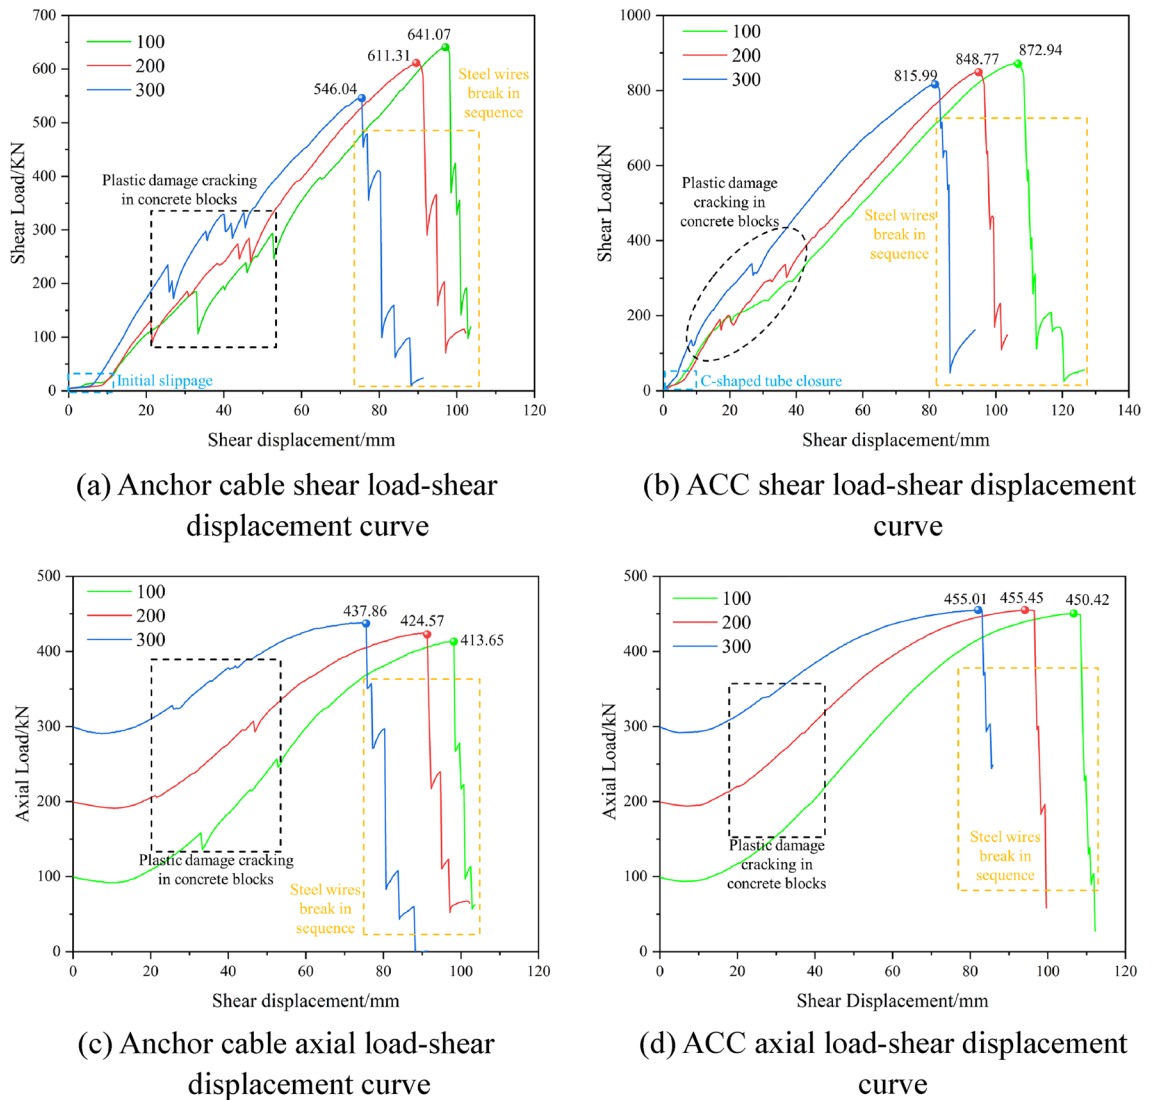 700
600
500
400
300
200
100
0
0
20
40
60
80
100
120
Shear Load/KN
Shear displacement/mm
100
200
300
546.04
611.31
641.07
Steel wires
break in
sequence
Plastic damage cracking
in concrete blocks
Initial slippage
(a) Anchor cable shear load-shear
displacement curve
1000
800
600
400
200
0
0
20
40
60
80
100
120
140
Shear Load/kN
Shear displacement/mm
100
200
300
815.99
848.77
872.94
Plastic damage
cracking in
concrete blocks
Steel wires
break in
sequence
C-shaped tube closure
(b) ACC shear load-shear displacement
curve
500
400
300
200
100
0
0
20
40
60
80
100
120
Axial Load/kN
Shear displacement/mm
100
200
300
437.86
424.57
413.65
Plastic damage cracking
in concrete blocks
Steel wires
break in
sequence
(c) Anchor cable axial load-shear
displacement curve
500
400
300
200
100
0
0
20
40
60
80
100
120
Axial Load/kN
Shear Displacement/mm
100
200
300
455.01
455.45
450.42
Plastic damage
cracking in
concrete blocks
Steel wires
break in
sequence
(d) ACC axial load-shear displacement
curve